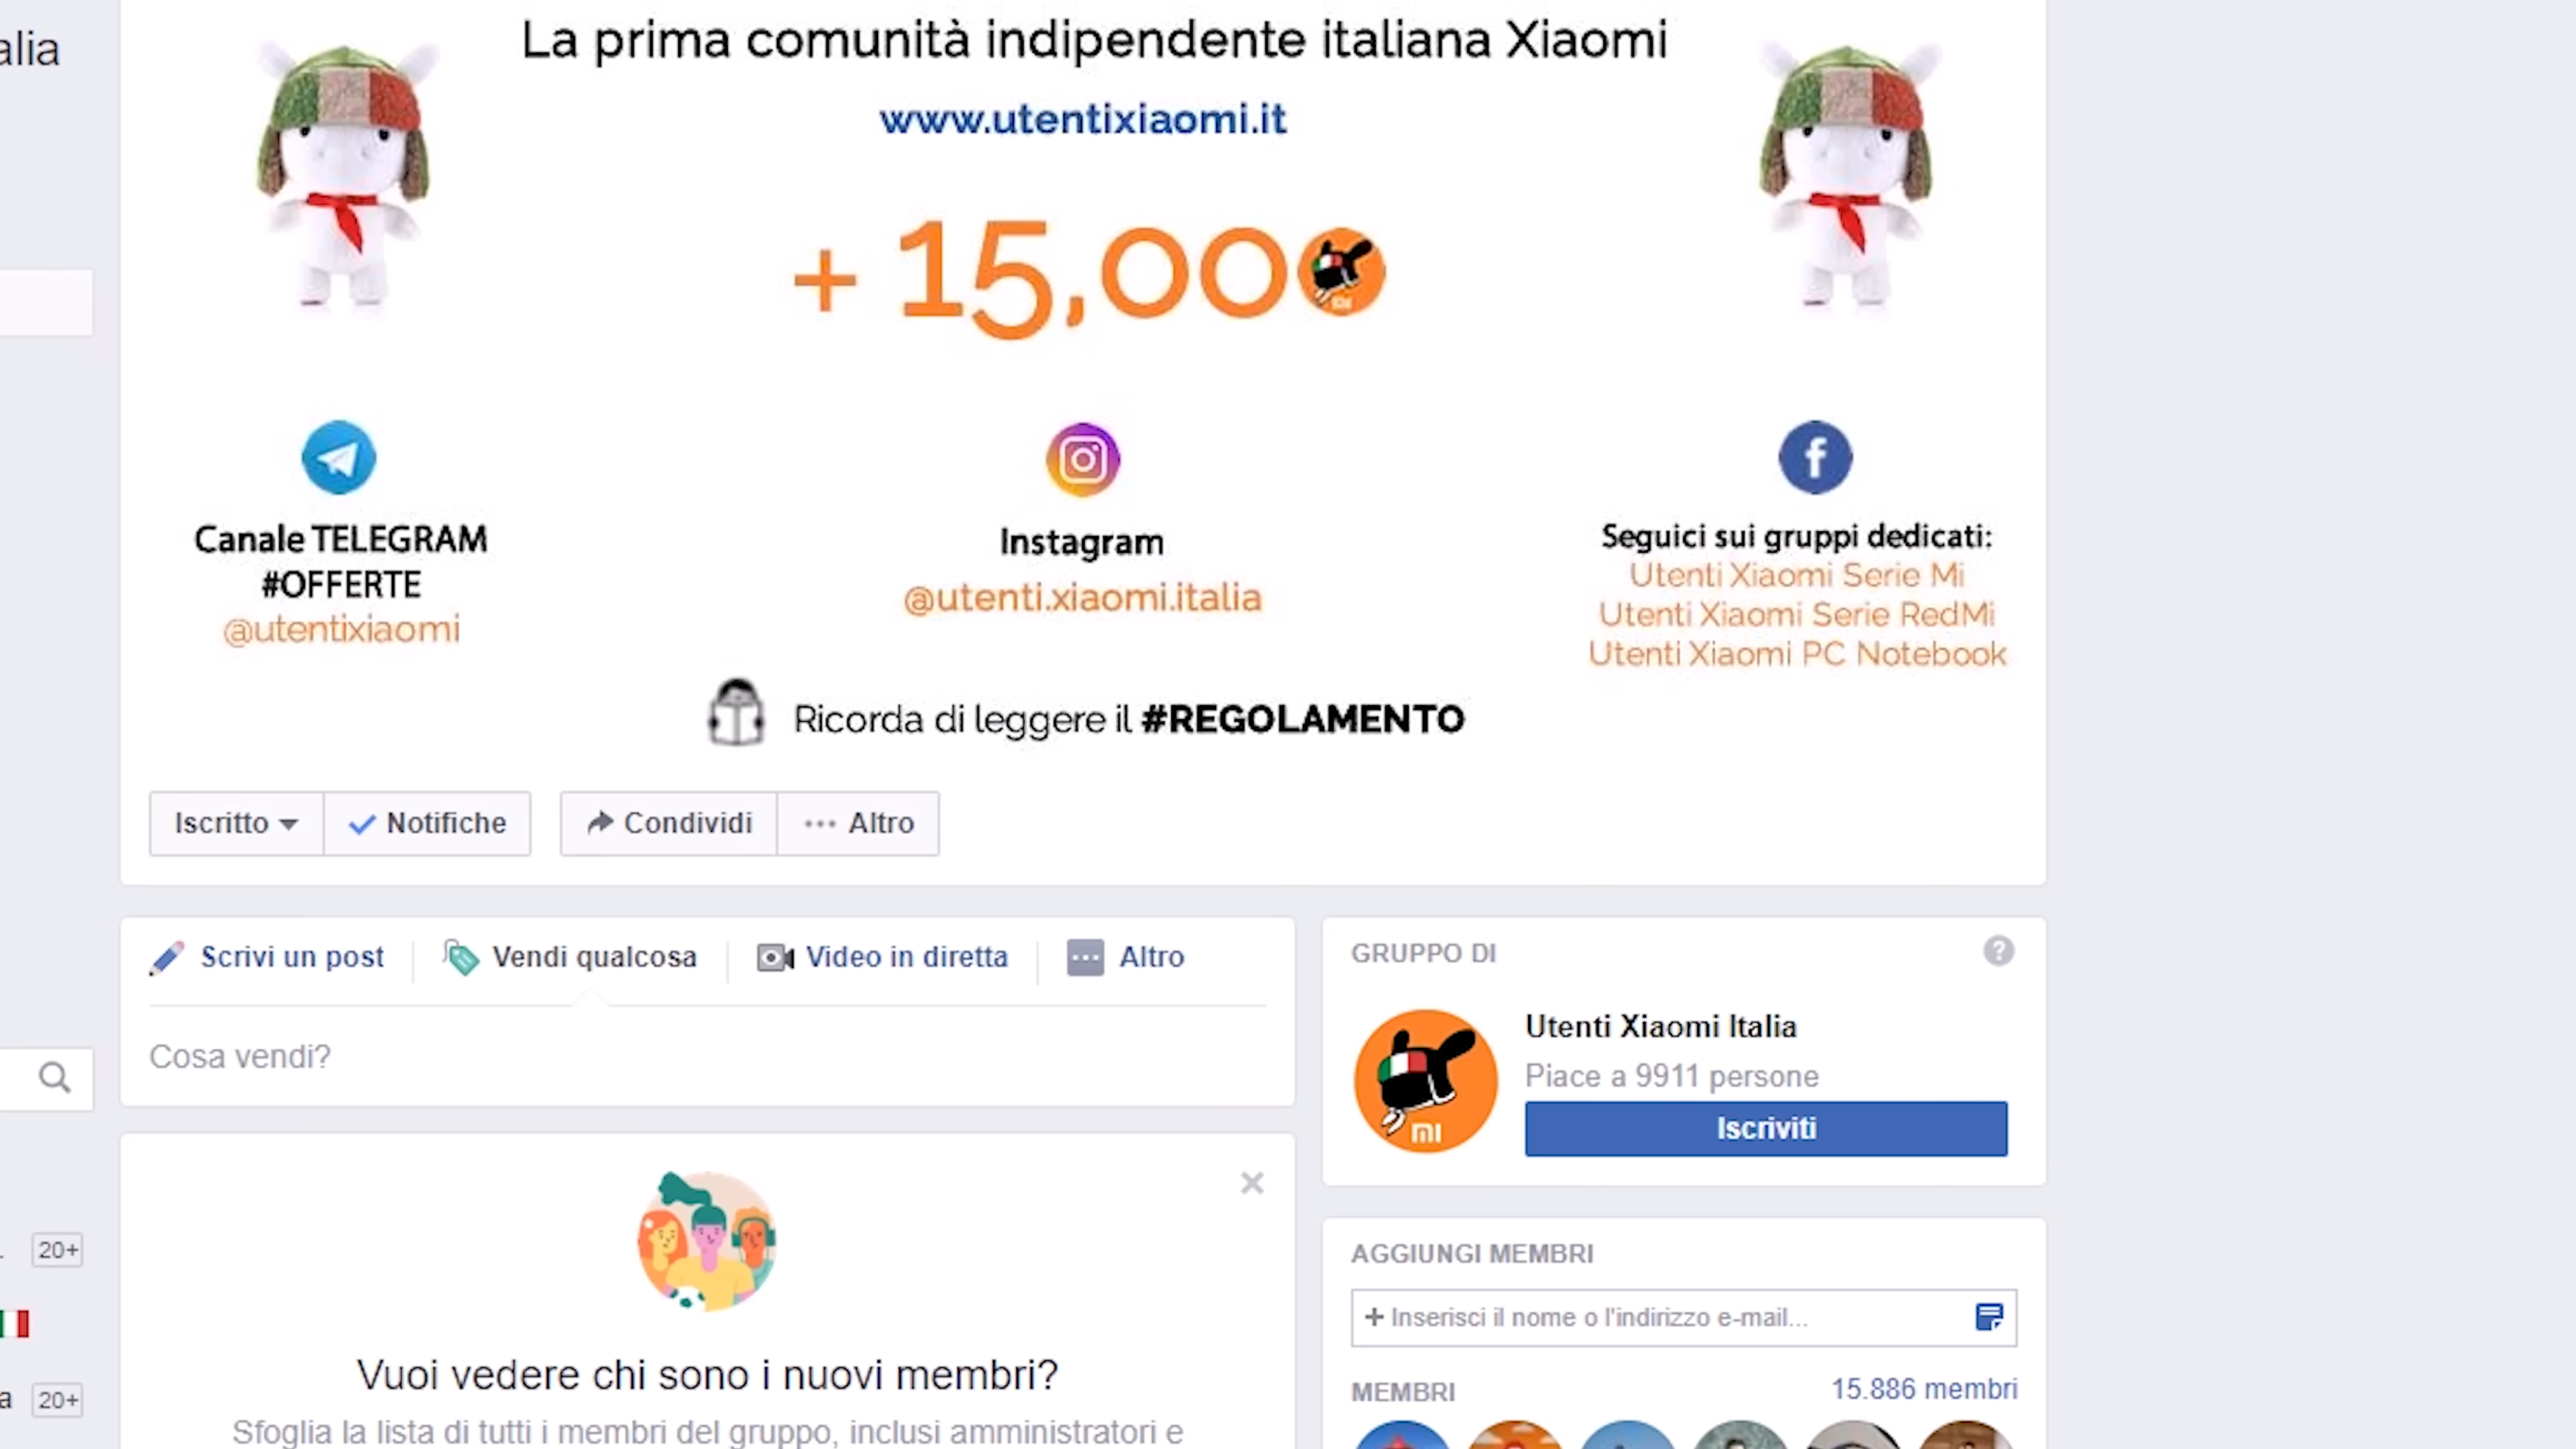 alia
La prima comunità indipendente italiana Xiaomi
www.utentixiaomi.it
+ 15,00
Canale TELEGRAM
#OFFERTE
@utentixiaomi
Instagram
@utenti.xiaomi.italia
Seguici sui gruppi dedicati:
Utenti Xiaomi Serie Mi
Utenti Xiaomi Serie RedMi
Utenti Xiaomi PC Notebook
Ricorda di leggere il #REGOLAMENTO
Iscritto Notifiche Condividi ... Altro
Scrivi un post Vendi qualcosa Video in diretta Altro
Cosa vendi?
GRUPPO DI
Utenti Xiaomi Italia
Piace a 9911 persone
mi
Iscriviti
20+
a 20+
Vuoi vedere chi sono i nuovi membri?
Sfoglia la lista di tutti i membri del gruppo, inclusi amministratori e
AGGIUNGI MEMBRI
+ Inserisci il nome o l'indirizzo e-mail...
MEMBRI 15.886 membri